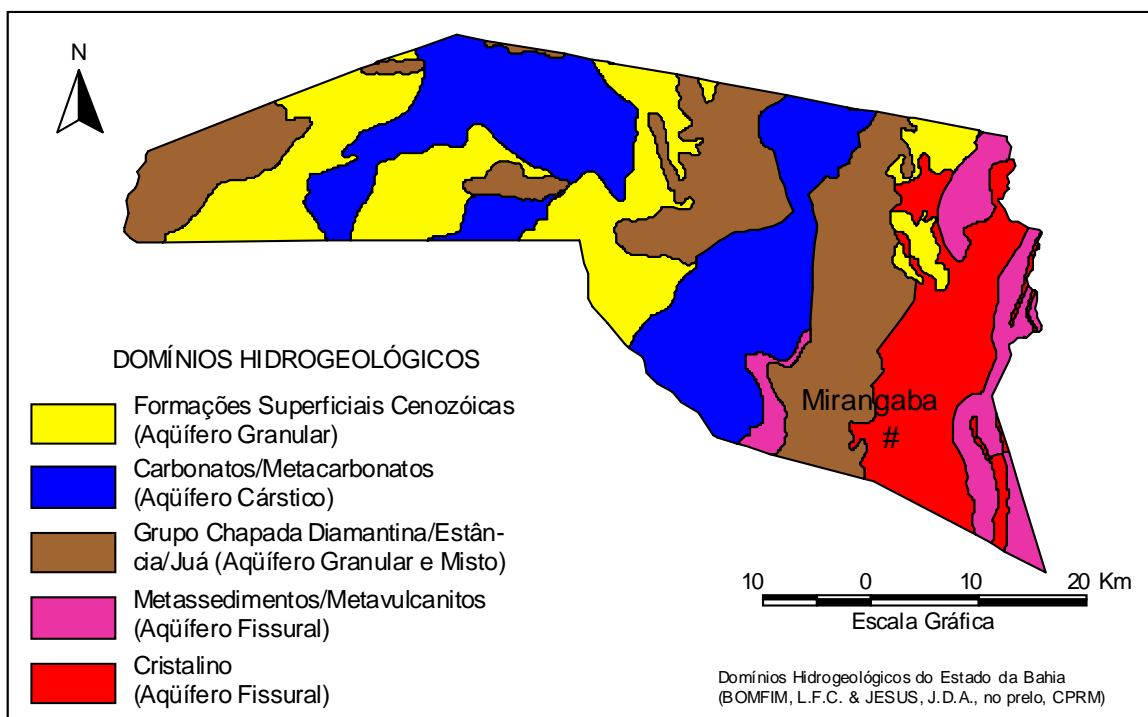 N
Mirangaba
#
DOMÍNIOS HIDROGEOLÓGICOS
Formações Superficiais Cenozóicas
(Aqüífero Granular)
Carbonatos/Metacarbonatos
(Aqüífero Cárstico)
Grupo Chapada Diamantina/Estân-
cia/Juá (Aqüífero Granular e Misto)
Metassedimentos/Metavulcanitos
(Aqüífero Fissural)
Cristalino
(Aqüífero Fissural)
10 0 10 20 Km
Escala Gráfica
Domínios Hidrogeológicos do Estado da Bahia
(BOMFIM, L.F.C. & JESUS, J.D.A., no prelo, CPRM)